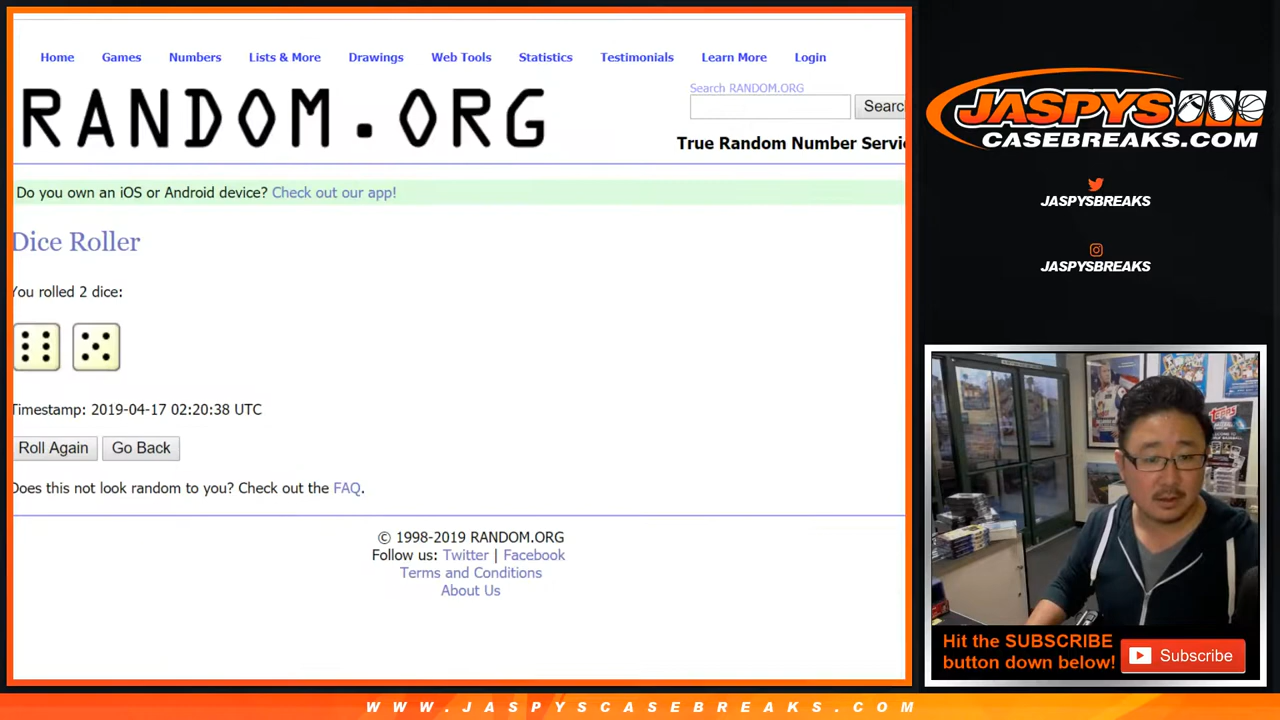 Home Games Numbers Lists & More Drawings Web Tools Statistics Testimonials Learn More Login
RANDOM.ORG
Search RANDOM.ORG
Searc
True Random Number Servi
Do you own an iOS or Android device? Check out our app!
Dice Roller
You rolled 2 dice:
Timestamp: 2019-04-17 02:20:38 UTC
Roll Again Go Back
Does this not look random to you? Check out the FAQ.
© 1998-2019 RANDOM.ORG
Follow us: Twitter | Facebook
Terms and Conditions
About Us
JASPYS
CASEBREAKS.COM
JASPYSBREAKS
JASPYSBREAKS
Topps
Hit the SUBSCRIBE
button down below!
Subscribe
WWW.JASPYSCASEBREAKS.COM